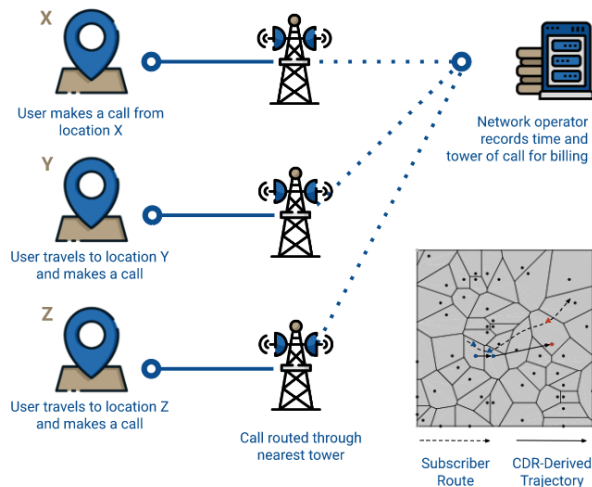 X
User makes a call from
location X
Network operator
records time and
tower of call for billing
Y
User travels to location Y
and makes a call
Z
User travels to location Z
and makes a call
Call routed through
nearest tower
Subscriber
Route
CDR-Derived
Trajectory